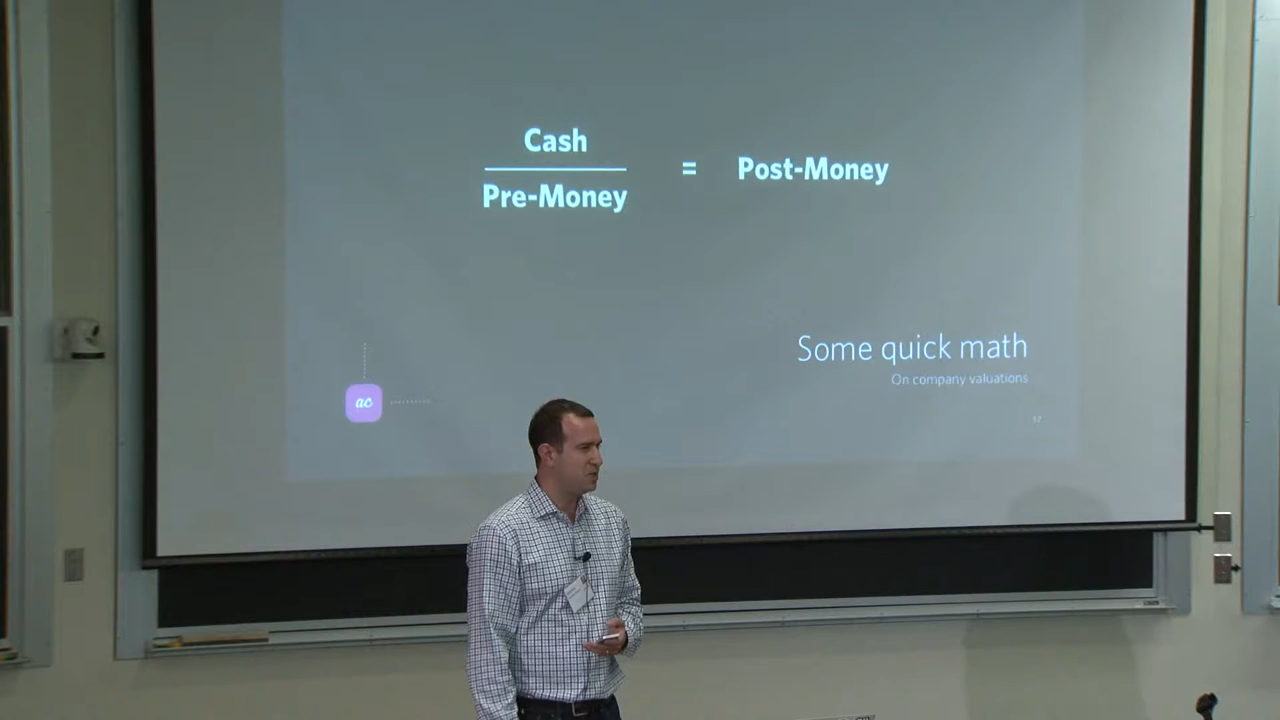 Cash
Pre-Money
=
Post-Money
Some quick math
On company valuations
ac